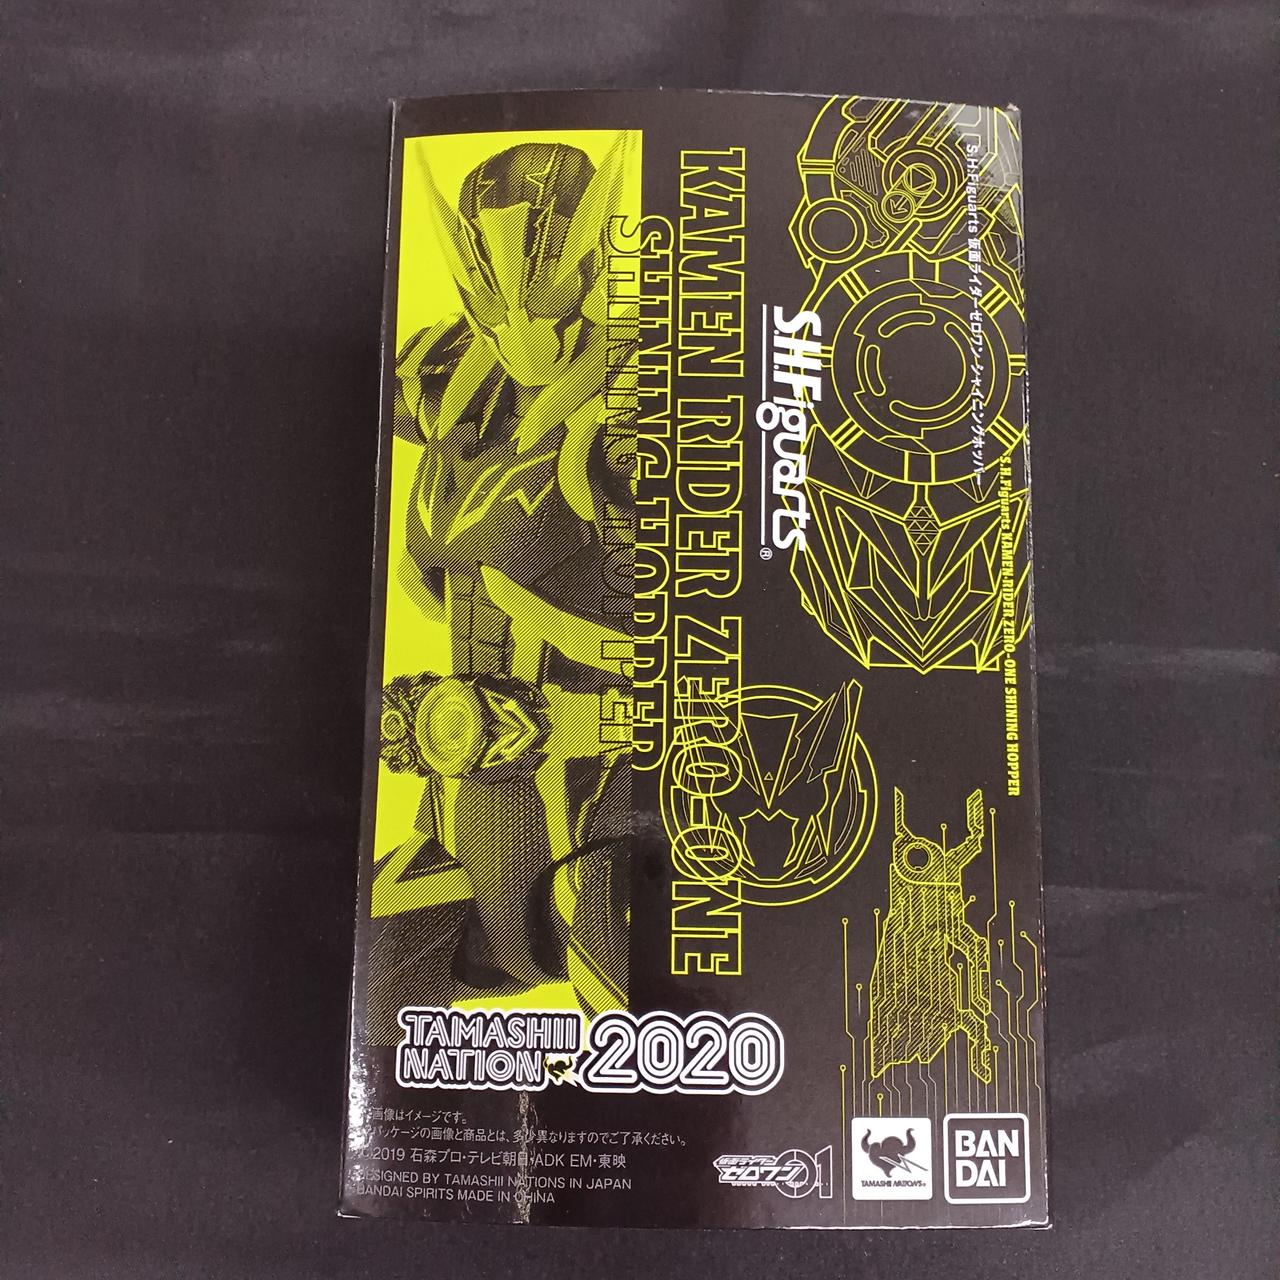 KAMEN RIDER ZERO-ONE
SHINING HOPPER
SHINING HOPPER
S.H.Figuarts®
S.H.Figuarts 仮面ライダーゼロワン シャイニングホッパー
S.H.Figuarts KAMEN RIDER ZERO-ONE SHINING HOPPER
TAMASHII
NATION
2020
画像はイメージです。
パッケージの画像と商品とは、多少異なりますのでご了承ください。
©2019 石森プロ・テレビ朝日・ADK EM・東映
DESIGNED BY TAMASHII NATIONS IN JAPAN
BANDAI SPIRITS MADE IN CHINA
仮面ライダー
ゼロワン 01
TAMASHII NATIONS
BAN
DAI